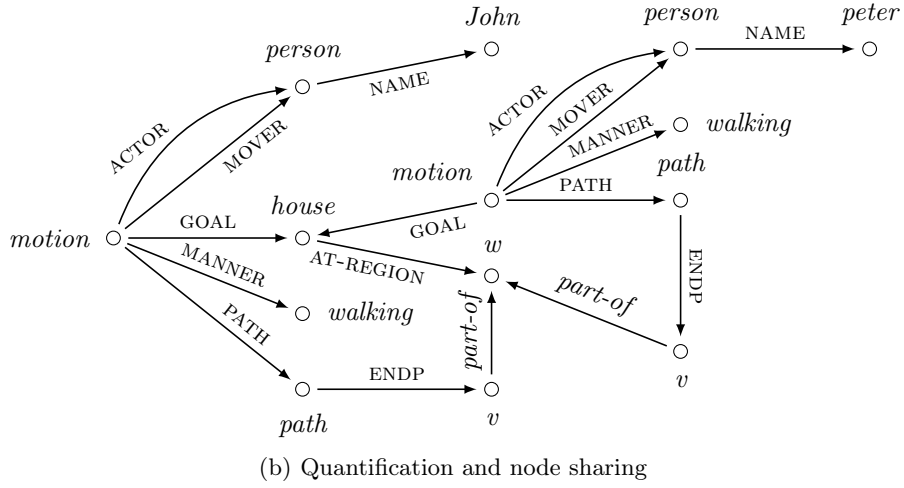 John
person
peter
person
NAME
NAME
ACTOR
MOVER
MANNER
walking
ACTOR
MOVER
motion
path
PATH
house
GOAL
GOAL
motion
w
AT-REGION
MANNER
ENDP
part-of
walking
PATH
part-of
ENDP
v
path
v
(b) Quantification and node sharing